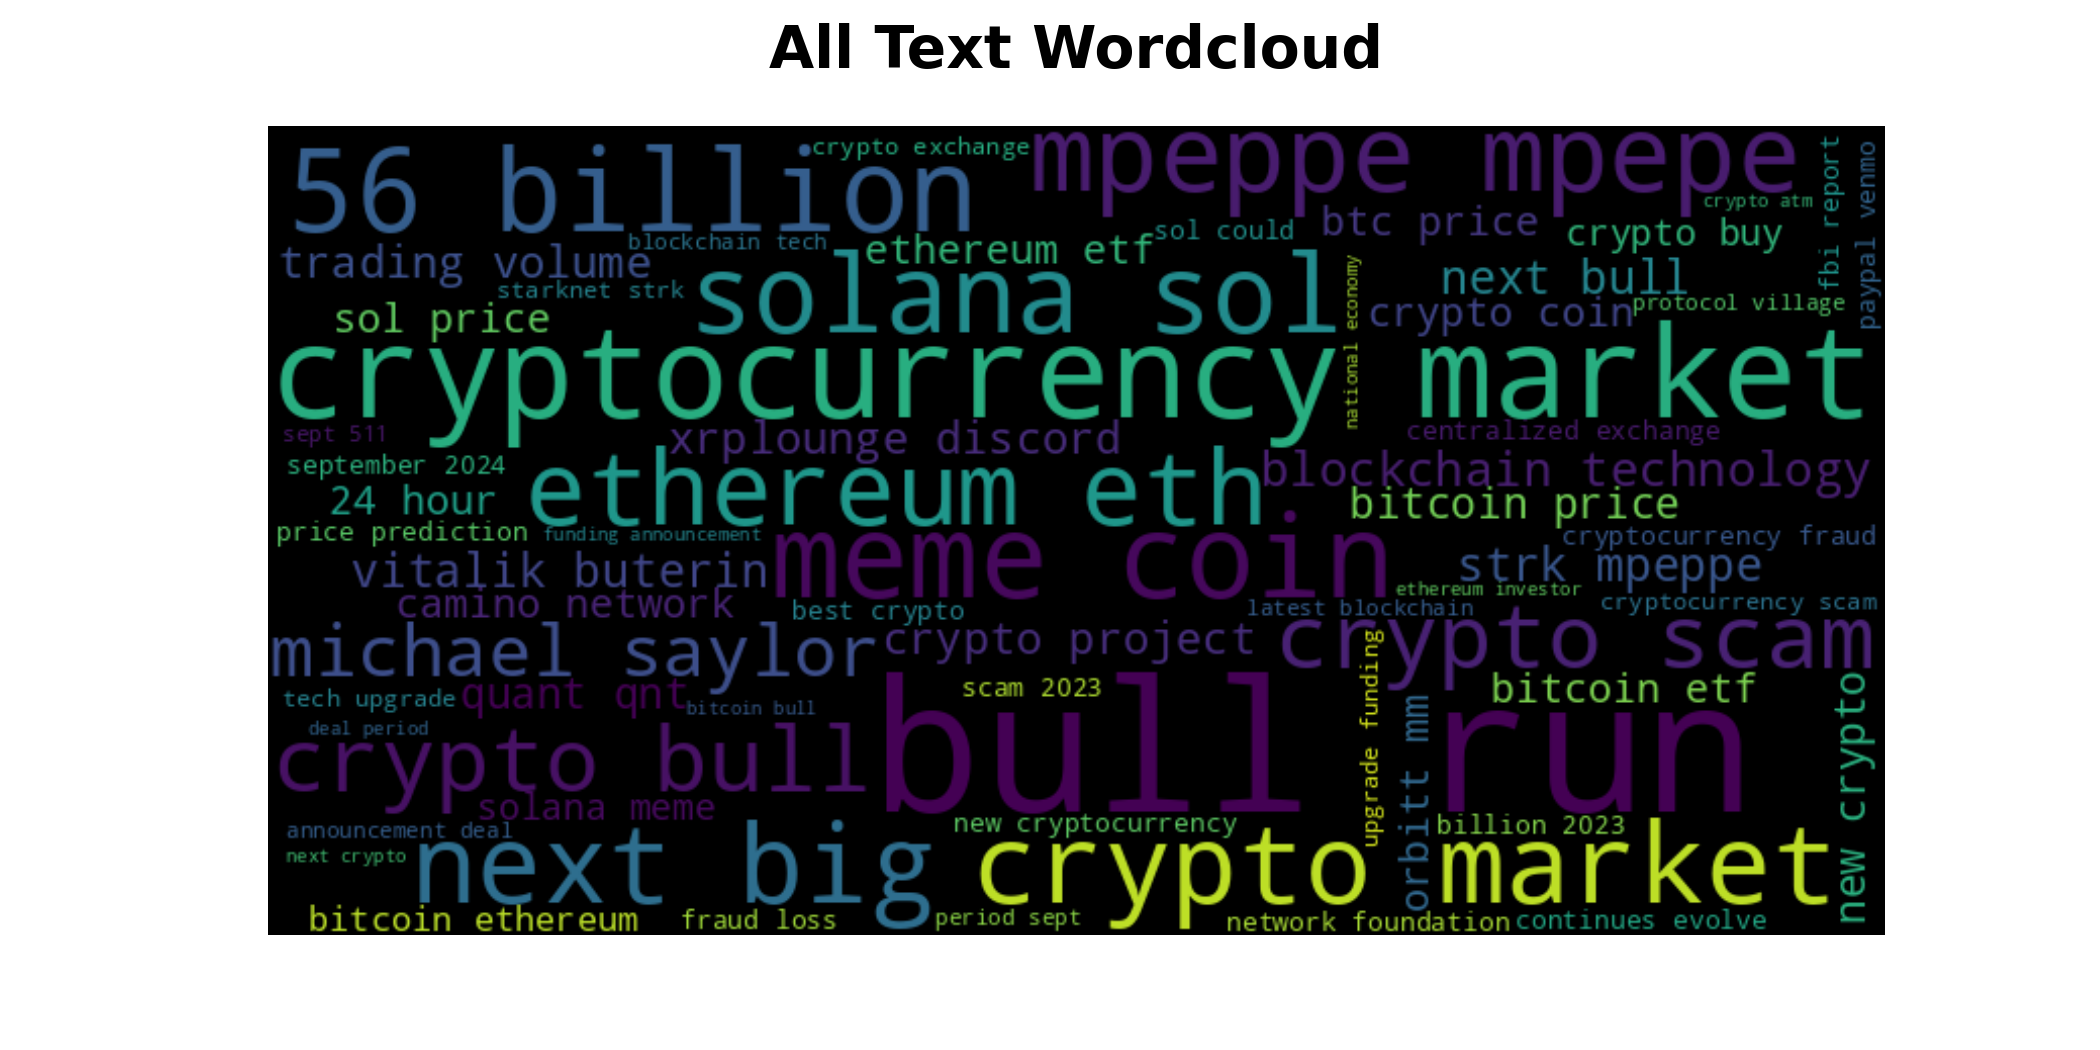 All Text Wordcloud
56 billion
crypto exchange
mpeppe mpepe
fbi report
paypal venmo
crypto atm
trading volume
blockchain tech
ethereum etf
sol could
btc price
crypto buy
starknet strk
solana sol
national economy
next bull
sol price
crypto coin
protocol village
cryptocurrency market
sept 511
xrplounge discord
centralized exchange
september 2024
ethereum eth
blockchain technology
24 hour
bitcoin price
price prediction
funding announcement
meme coin
cryptocurrency fraud
vitalik buterin
strk mpeppe
ethereum investor
camino network
best crypto
latest blockchain
cryptocurrency scam
michael saylor
crypto project
crypto scam
tech upgrade
quant qnt
bitcoin bull
scam 2023
upgrade funding
bitcoin etf
deal period
crypto bull
bull run
norbitt mm
new crypto
solana meme
announcement deal
new cryptocurrency
billion 2023
next crypto
next big
crypto market
bitcoin ethereum
fraud loss
period sept
network foundation
continues evolve